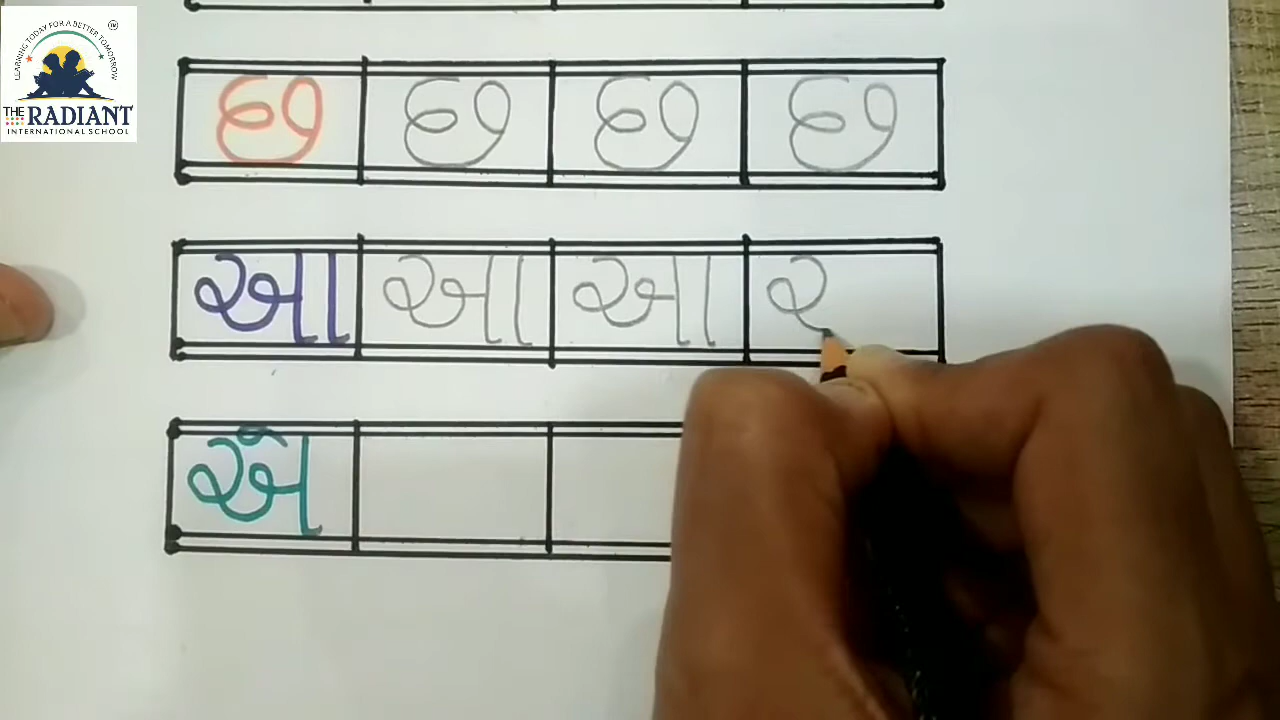 LEARNING TODAY FOR A BETTER TOMORROW
THE RADIANT
INTERNATIONAL SCHOOL
છ છ છ છ
આ આ આ ર
એ